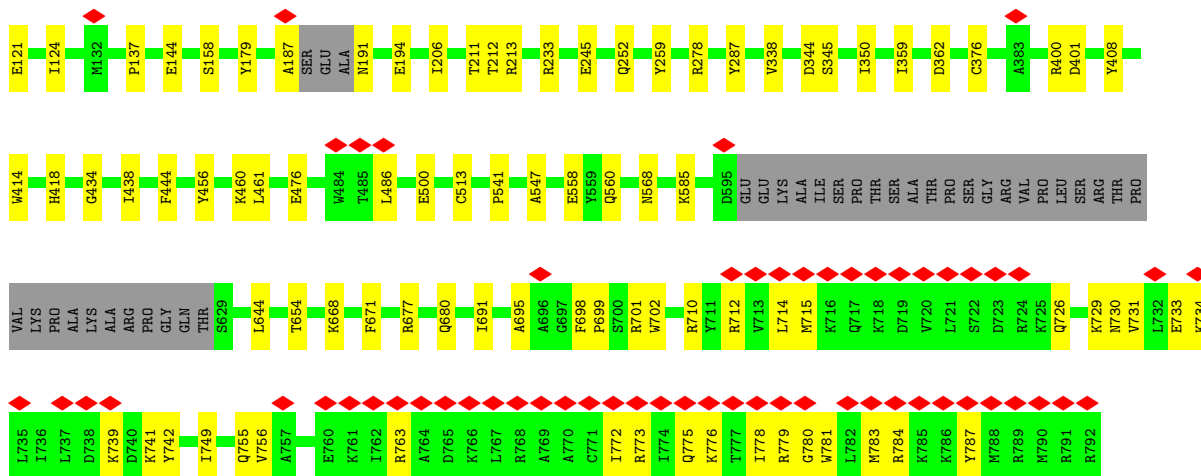 E121 I124 M132 P137 E144 S158 Y179 A187 SER GLU ALA N191 E194 I206 T211 T212 R213 R233 E245 Q252 Y259 R278 Y287 V338 D344 S345 I350 I359 D362 C376 A383 R400 D401 Y408
W414 H418 G434 I438 F444 Y456 K460 L461 E476 W484 T485 L486 E500 C513 P541 A547 E558 Y559 Q560 N568 K585 D595 GLU GLU LYS ALA ILE SER PRO THR SER ALA THR PRO SER GLY ARG VAL PRO LEU SER ARG THR PRO
VAL LYS PRO ALA LYS ALA ARG PRO GLY GLN THR S629 L644 T654 K668 F671 R677 Q680 I691 A695 A696 G697 F698 P699 S700 R701 W702 R710 Y711 R712 V713 L714 M715 K716 Q717 K718 D719 V720 L721 S722 D723 R724 K725 Q726 K729 N730 V731 L732 E733 K734
L735 I736 L737 D738 K739 D740 K741 Y742 I749 Q755 V756 A757 E760 K761 I762 R763 A764 D765 K766 L767 R768 A769 A770 C771 I772 R773 I774 Q775 K776 T777 I778 R779 G780 W781 L782 M783 R784 K785 K786 Y787 M788 R789 M790 R791 R792